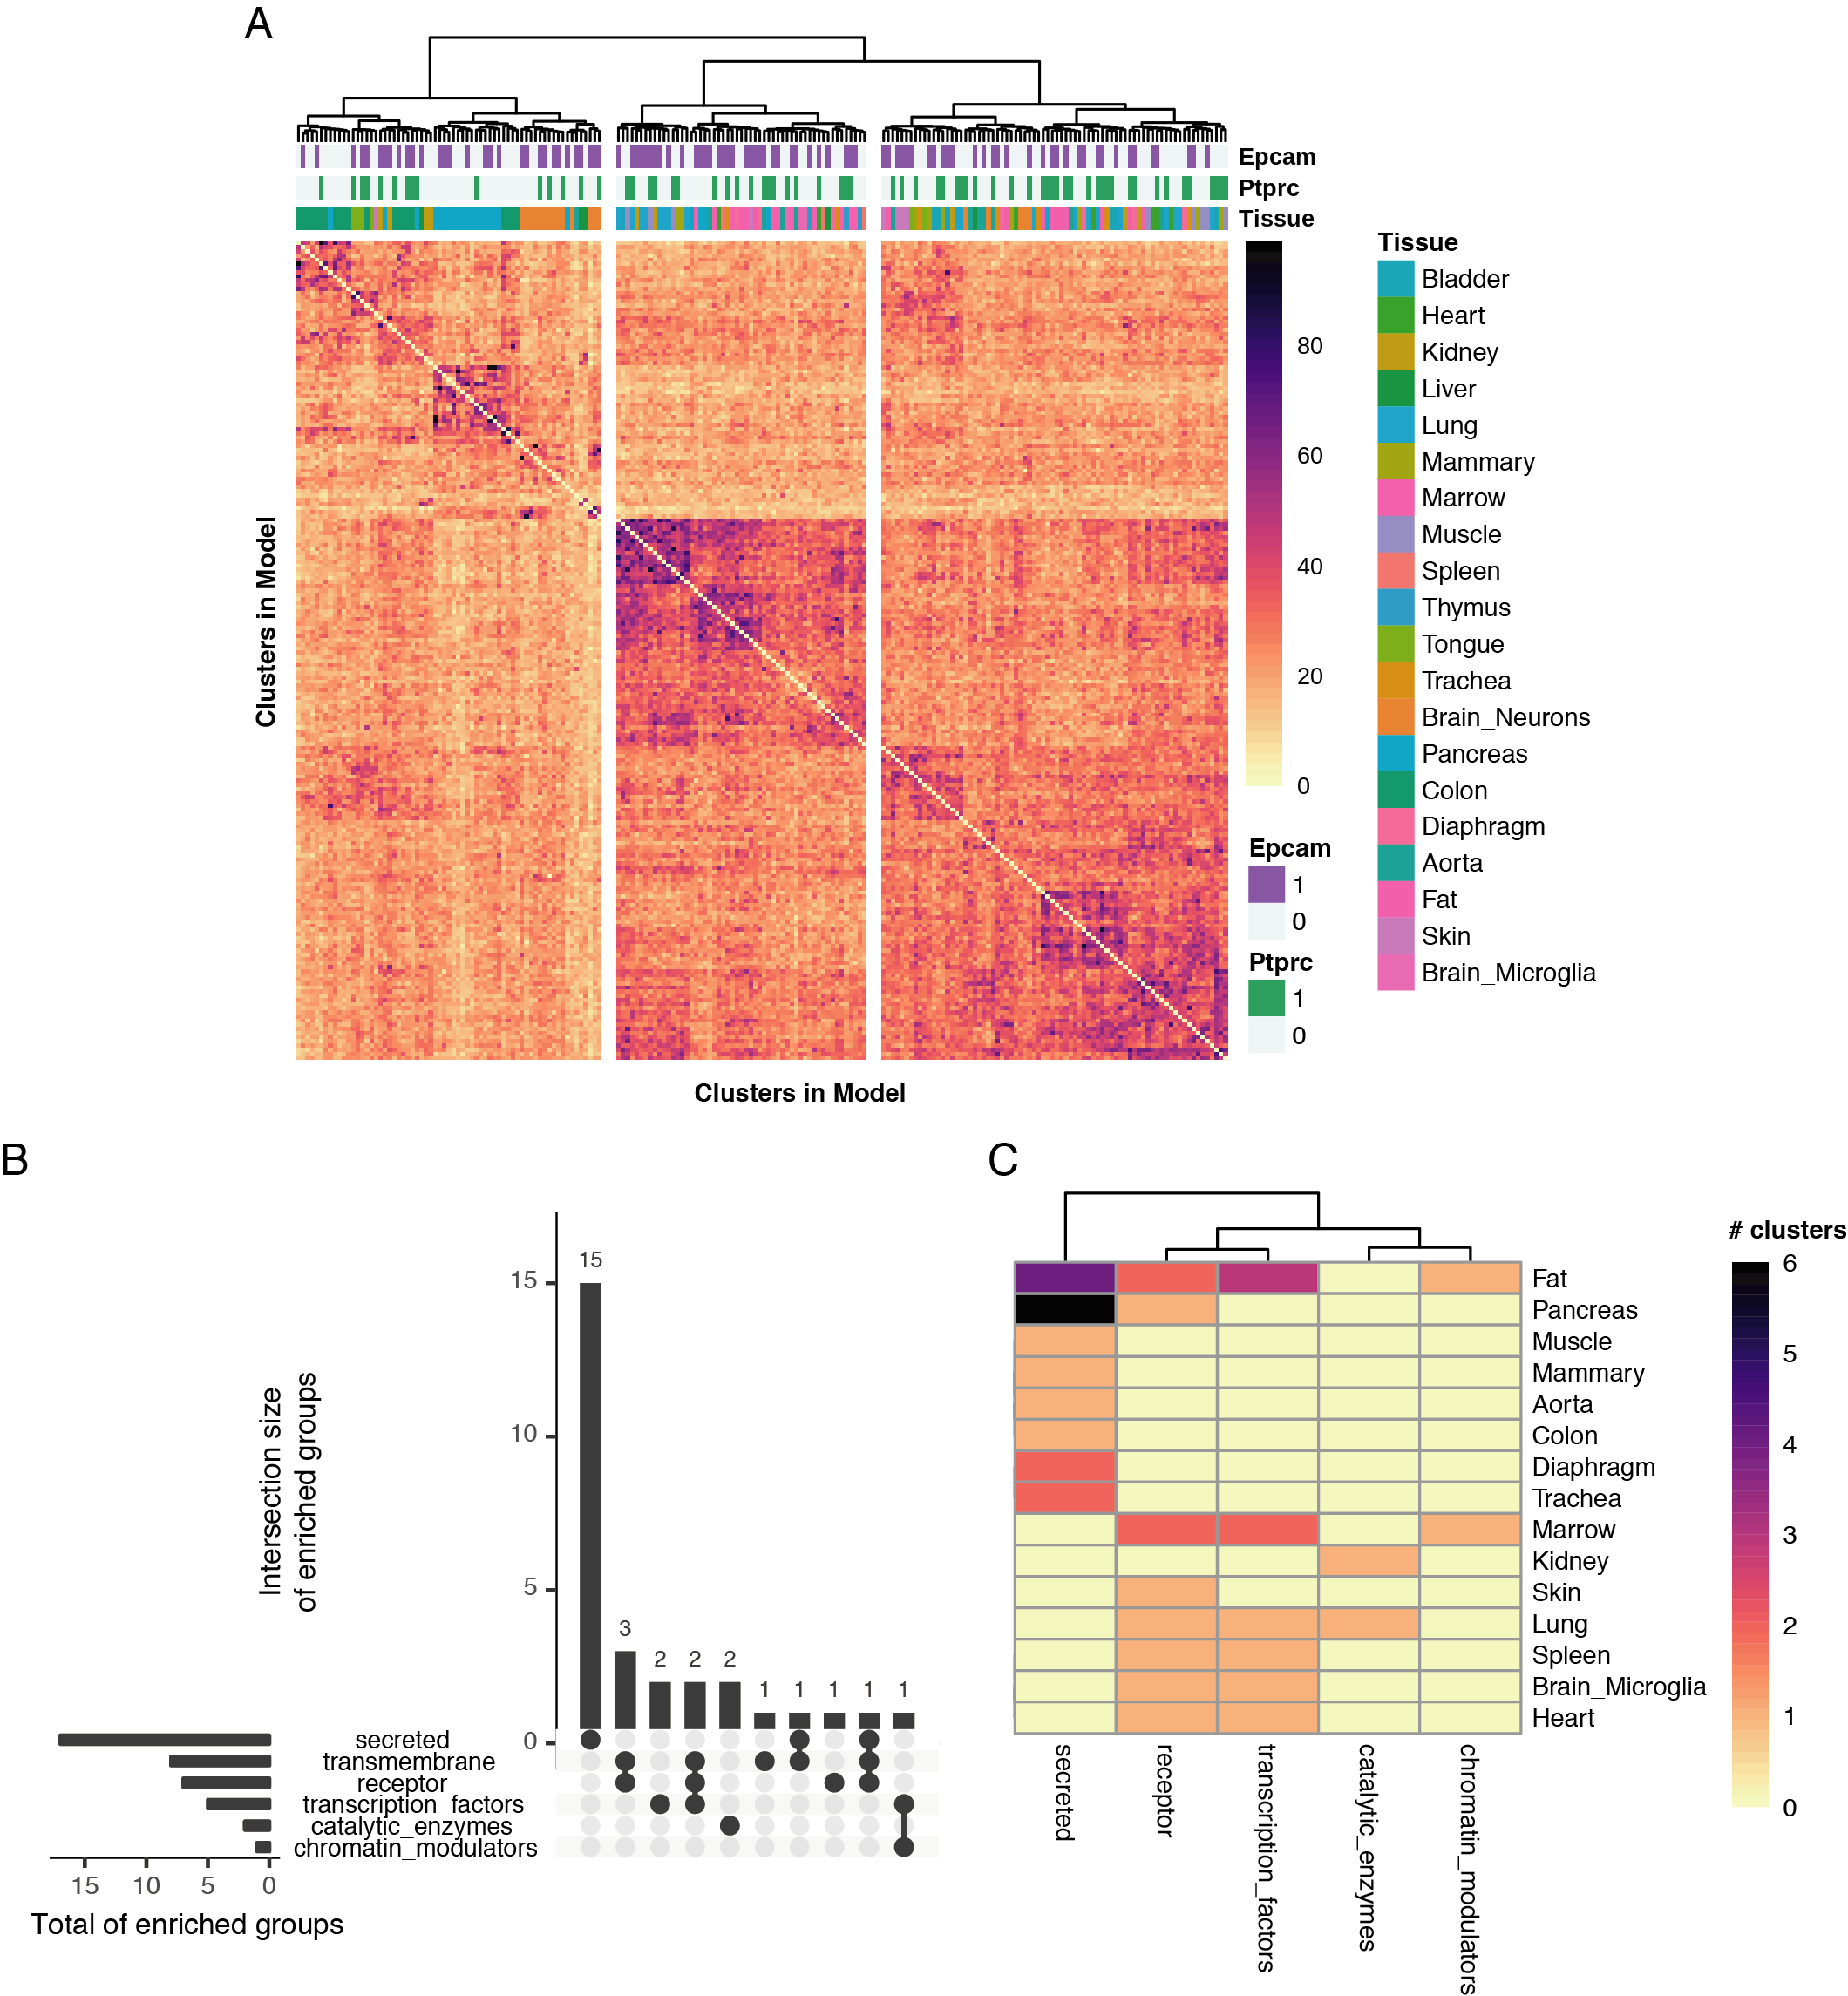 A
Epcam
Ptprc
Tissue
80
60
40
20
0
Epcam
1
0
Ptprc
1
0
Tissue
Bladder
Heart
Kidney
Liver
Lung
Mammary
Marrow
Muscle
Spleen
Thymus
Tongue
Trachea
Brain_Neurons
Pancreas
Colon
Diaphragm
Aorta
Fat
Skin
Brain_Microglia
Clusters in Model
Clusters in Model
B
Intersection size
of enriched groups
15
10
5
0
15
3
2
2
2
1
1
1
1
1
secreted
transmembrane
receptor
transcription_factors
catalytic_enzymes
chromatin_modulators
15
10
5
0
Total of enriched groups
C
# clusters
6
5
4
3
2
1
0
Fat
Pancreas
Muscle
Mammary
Aorta
Colon
Diaphragm
Trachea
Marrow
Kidney
Skin
Lung
Spleen
Brain_Microglia
Heart
secreted
receptor
transcription_factors
catalytic_enzymes
chromatin_modulators